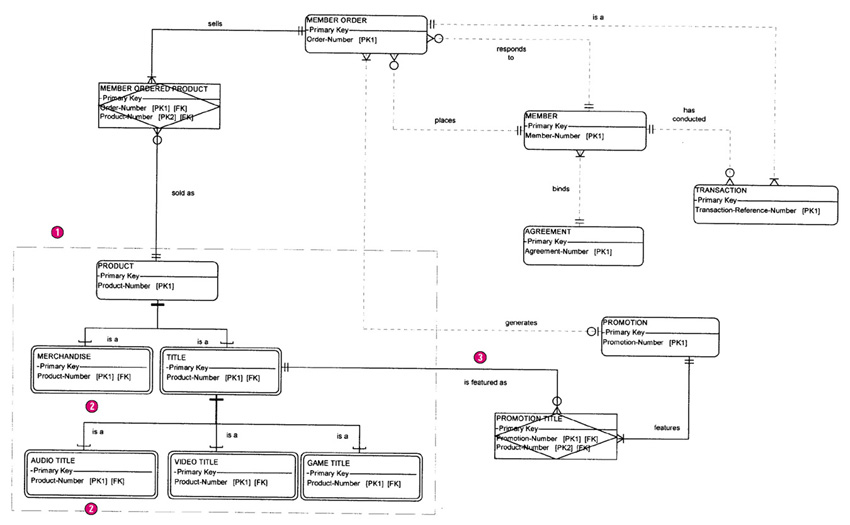 MEMBER ORDER
-Primary Key
Order-Number [PK1]
is a
sells
responds
to
MEMBER ORDERED PRODUCT
-Primary Key
Order-Number [PK1] [FK]
Product-Number [PK2] [FK]
places
MEMBER
-Primary Key
Member-Number [PK1]
has
conducted
TRANSACTION
-Primary Key
Transaction-Reference-Number [PK1]
sold as
binds
1
AGREEMENT
-Primary Key
Agreement-Number [PK1]
PRODUCT
-Primary Key
Product-Number [PK1]
generates
PROMOTION
-Primary Key
Promotion-Number [PK1]
is a
is a
MERCHANDISE
-Primary Key
Product-Number [PK1] [FK]
TITLE
-Primary Key
Product-Number [PK1] [FK]
3
is featured as
2
PROMOTION TITLE
-Primary Key
Promotion-Number [PK1] [FK]
Product-Number [PK2] [FK]
features
is a
is a
is a
AUDIO TITLE
-Primary Key
Product-Number [PK1] [FK]
VIDEO TITLE
-Primary Key
Product-Number [PK1] [FK]
GAME TITLE
-Primary Key
Product-Number [PK1] [FK]
2